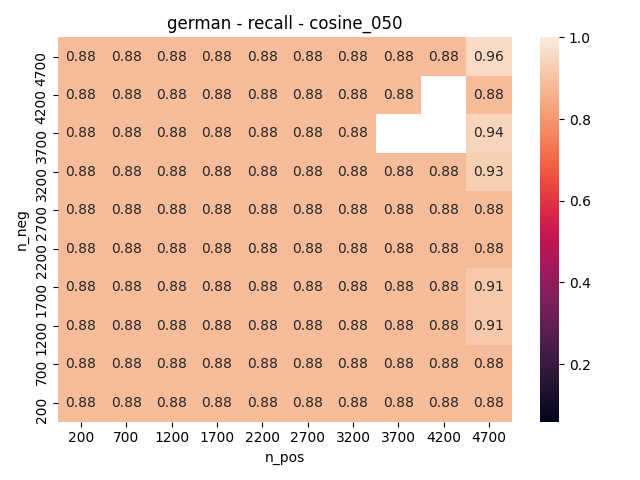 german - recall - cosine_050
4700 0.88 0.88 0.88 0.88 0.88 0.88 0.88 0.88 0.88 0.96
4200 0.88 0.88 0.88 0.88 0.88 0.88 0.88 0.88 0.88
3700 0.88 0.88 0.88 0.88 0.88 0.88 0.88 0.94
3200 0.88 0.88 0.88 0.88 0.88 0.88 0.88 0.88 0.88 0.93
2700 0.88 0.88 0.88 0.88 0.88 0.88 0.88 0.88 0.88 0.88
2200 0.88 0.88 0.88 0.88 0.88 0.88 0.88 0.88 0.88 0.88
1700 0.88 0.88 0.88 0.88 0.88 0.88 0.88 0.88 0.88 0.91
1200 0.88 0.88 0.88 0.88 0.88 0.88 0.88 0.88 0.88 0.91
700 0.88 0.88 0.88 0.88 0.88 0.88 0.88 0.88 0.88 0.88
200 0.88 0.88 0.88 0.88 0.88 0.88 0.88 0.88 0.88 0.88
200 700 1200 1700 2200 2700 3200 3700 4200 4700
n_pos
n_neg
1.0
0.8
0.6
0.4
0.2